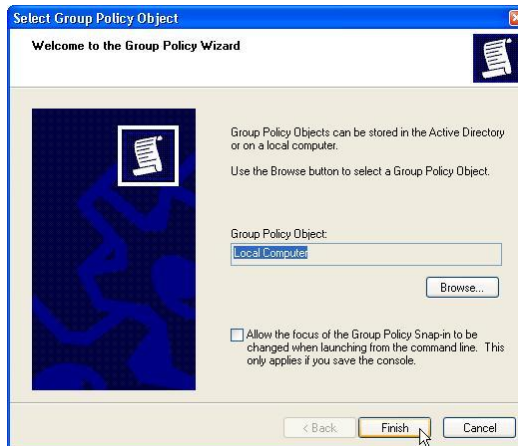 Select Group Policy Object
Welcome to the Group Policy Wizard
Group Policy Objects can be stored in the Active Directory
or on a local computer.
Use the Browse button to select a Group Policy Object.
Group Policy Object:
Local Computer
Browse...
Allow the focus of the Group Policy Snap-in to be
changed when launching from the command line. This
only applies if you save the console.
< Back
Finish
Cancel